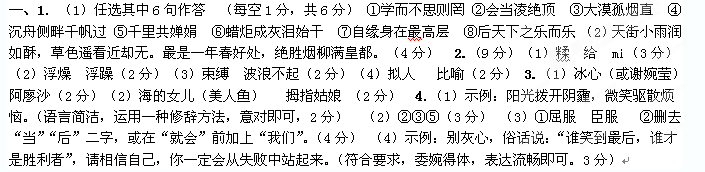 一、1. （1）任选其中6句作答 （每空1分，共6分） ①学而不思则罔 ②会当凌绝顶 ③大漠孤烟直 ④
沉舟侧畔千帆过 ⑤千里共婵娟 ⑥蜡炬成灰泪始干 ⑦自缘身在最高层 ⑧后天下之乐而乐 （2）天街小雨润
如酥，草色遥看近却无。最是一年春好处，绝胜烟柳满皇都。（4分） 2.（9分）（1）糅 给 mi（3分）
（2）浮燥 浮躁（2分）（3）束缚 波浪不起（2分）（4）拟人 比喻（2分） 3.（1）冰心（或谢婉莹）
阿廖沙（2分）（2）海的女儿（美人鱼） 拇指姑娘 （2分） 4.（1）示例：阳光拨开阴霾，微笑驱散烦
恼。（语言简洁，运用一种修辞方法，意对即可，2分） （2）②③⑤（3分） （3）①屈服 臣服 ②删去
“当”“后”二字，或在“就会”前加上“我们”。（4分） （4）示例：别灰心，俗话说：“谁笑到最后，谁才
是胜利者”，请相信自己，你一定会从失败中站起来。（符合要求，委婉得体，表达流畅即可。3分）